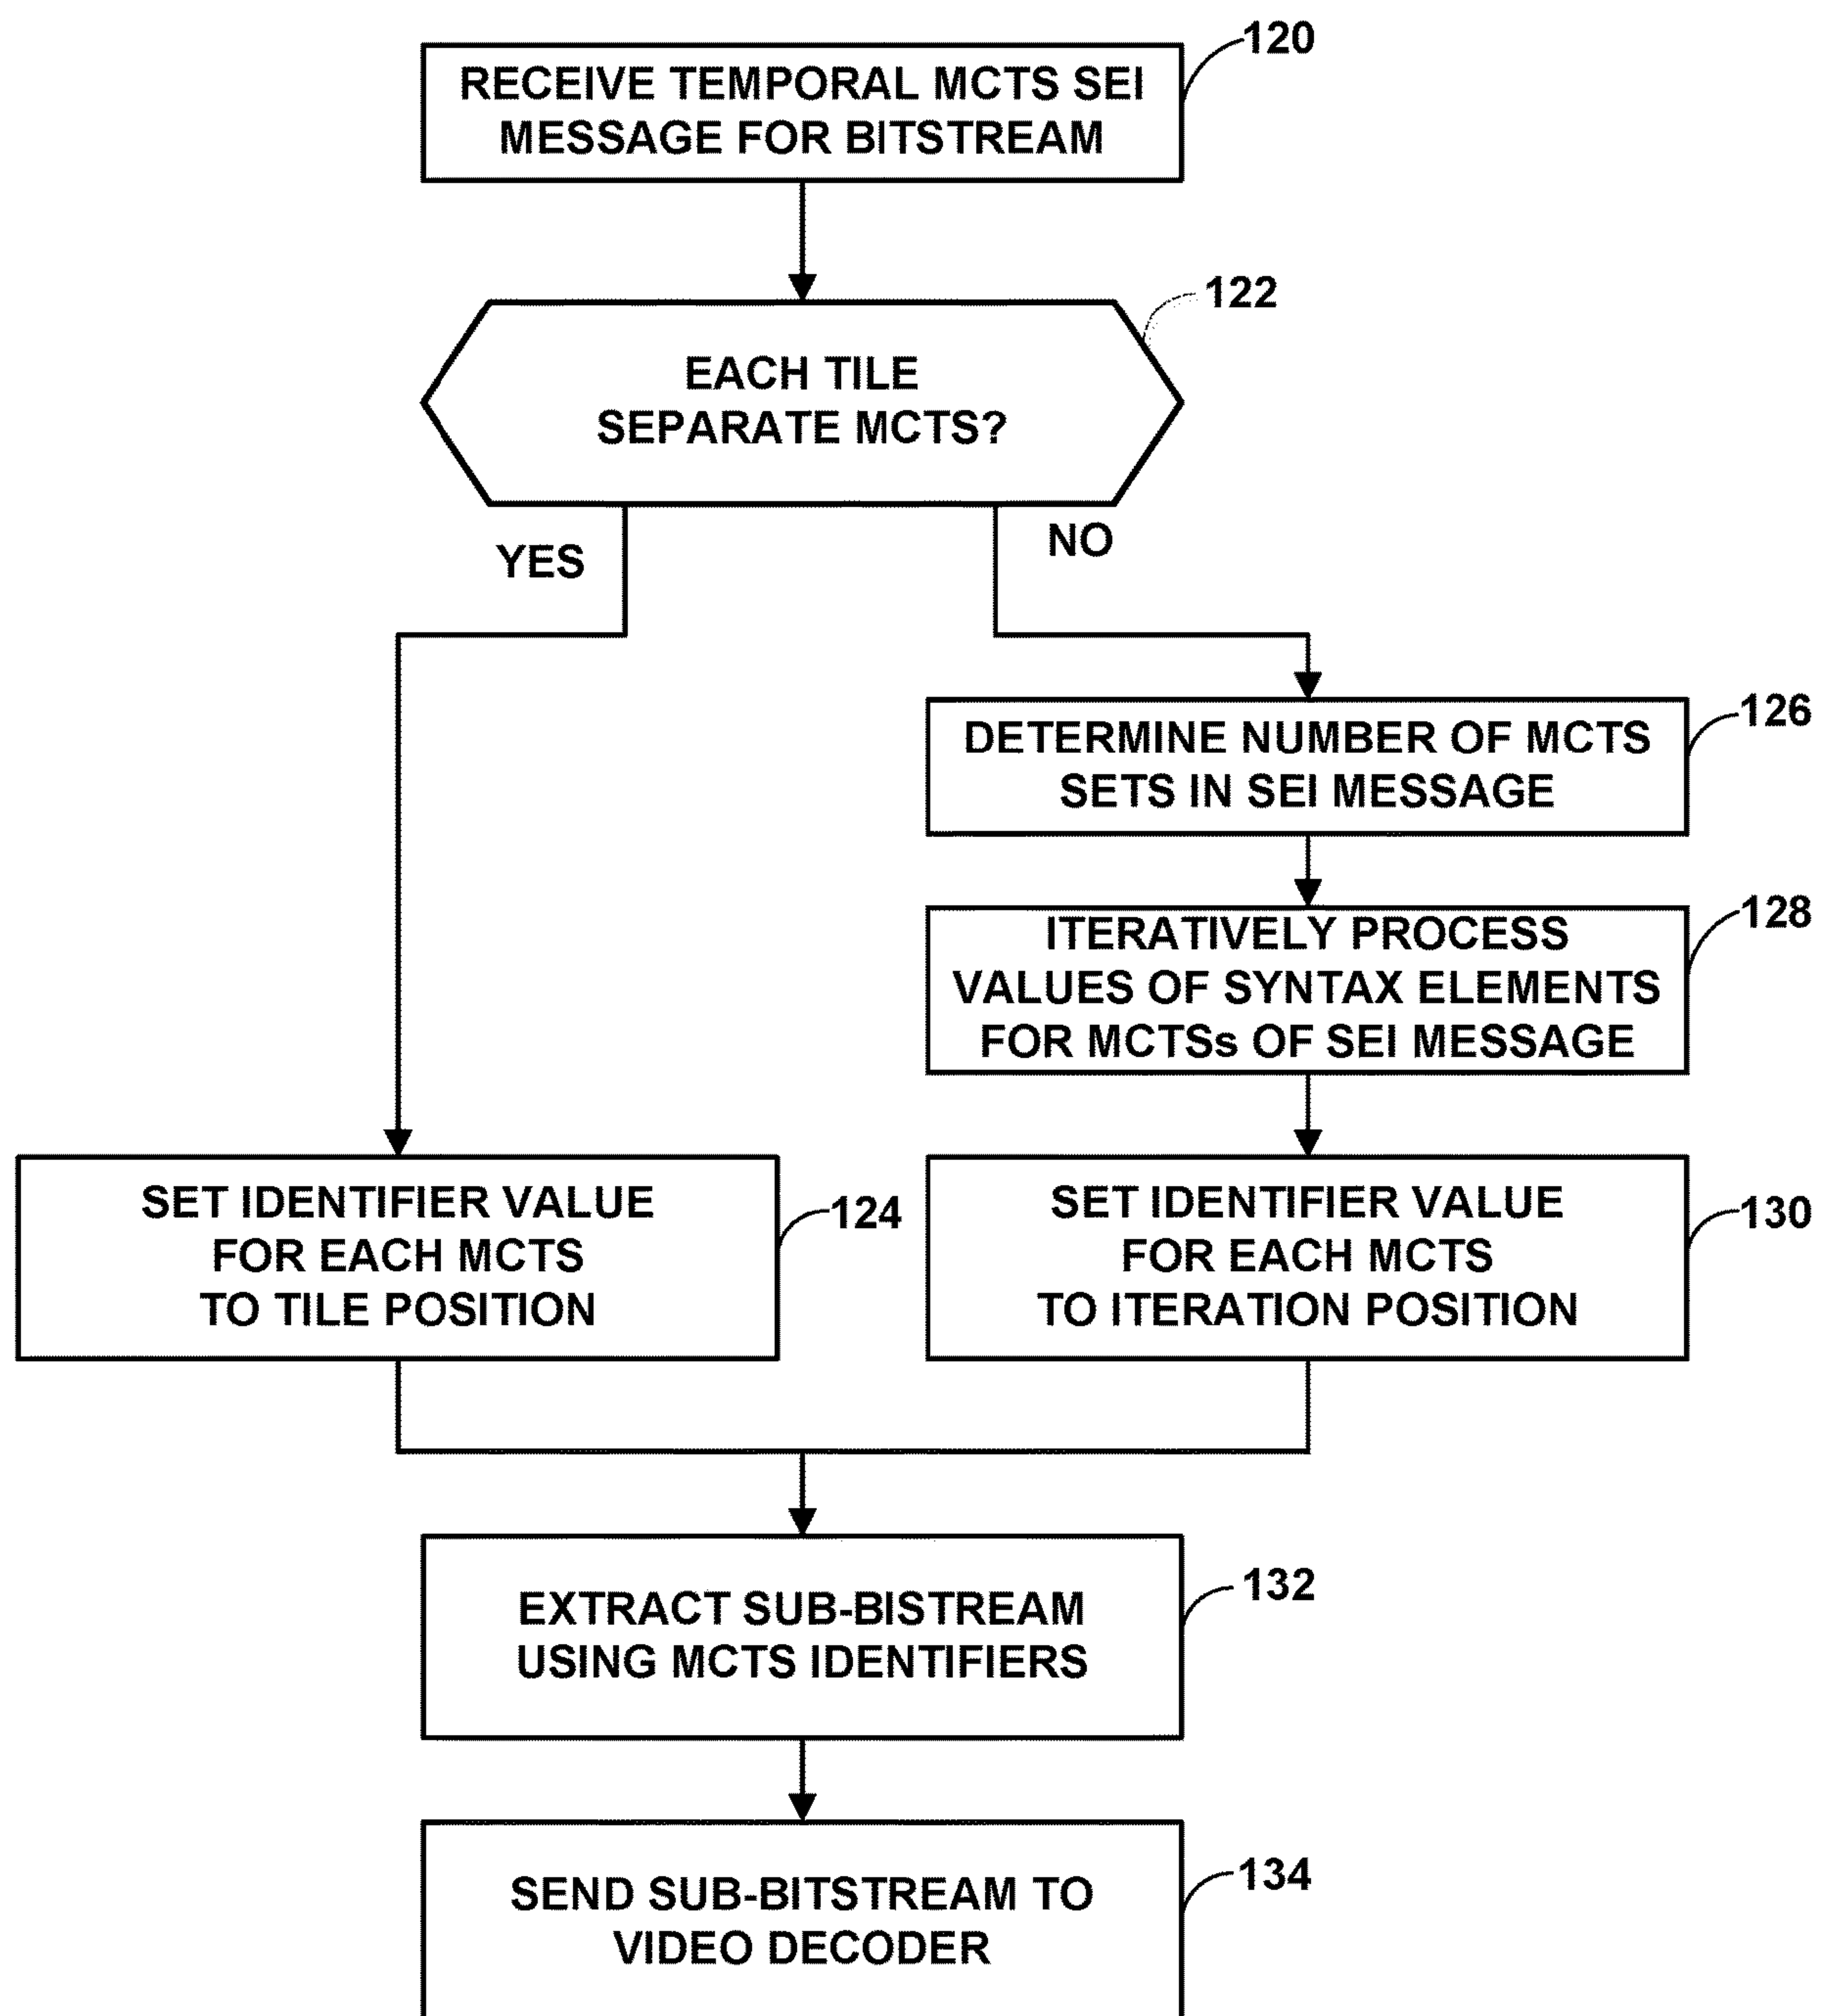 120
RECEIVE TEMPORAL MCTS SEI
MESSAGE FOR BITSTREAM
122
EACH TILE
SEPARATE MCTS?
YES
NO
126
DETERMINE NUMBER OF MCTS
SETS IN SEI MESSAGE
128
ITERATIVELY PROCESS
VALUES OF SYNTAX ELEMENTS
FOR MCTSs OF SEI MESSAGE
SET IDENTIFIER VALUE
FOR EACH MCTS
TO TILE POSITION
124
SET IDENTIFIER VALUE
FOR EACH MCTS
TO ITERATION POSITION
130
EXTRACT SUB-BISTREAM
USING MCTS IDENTIFIERS
132
SEND SUB-BITSTREAM TO
VIDEO DECODER
134